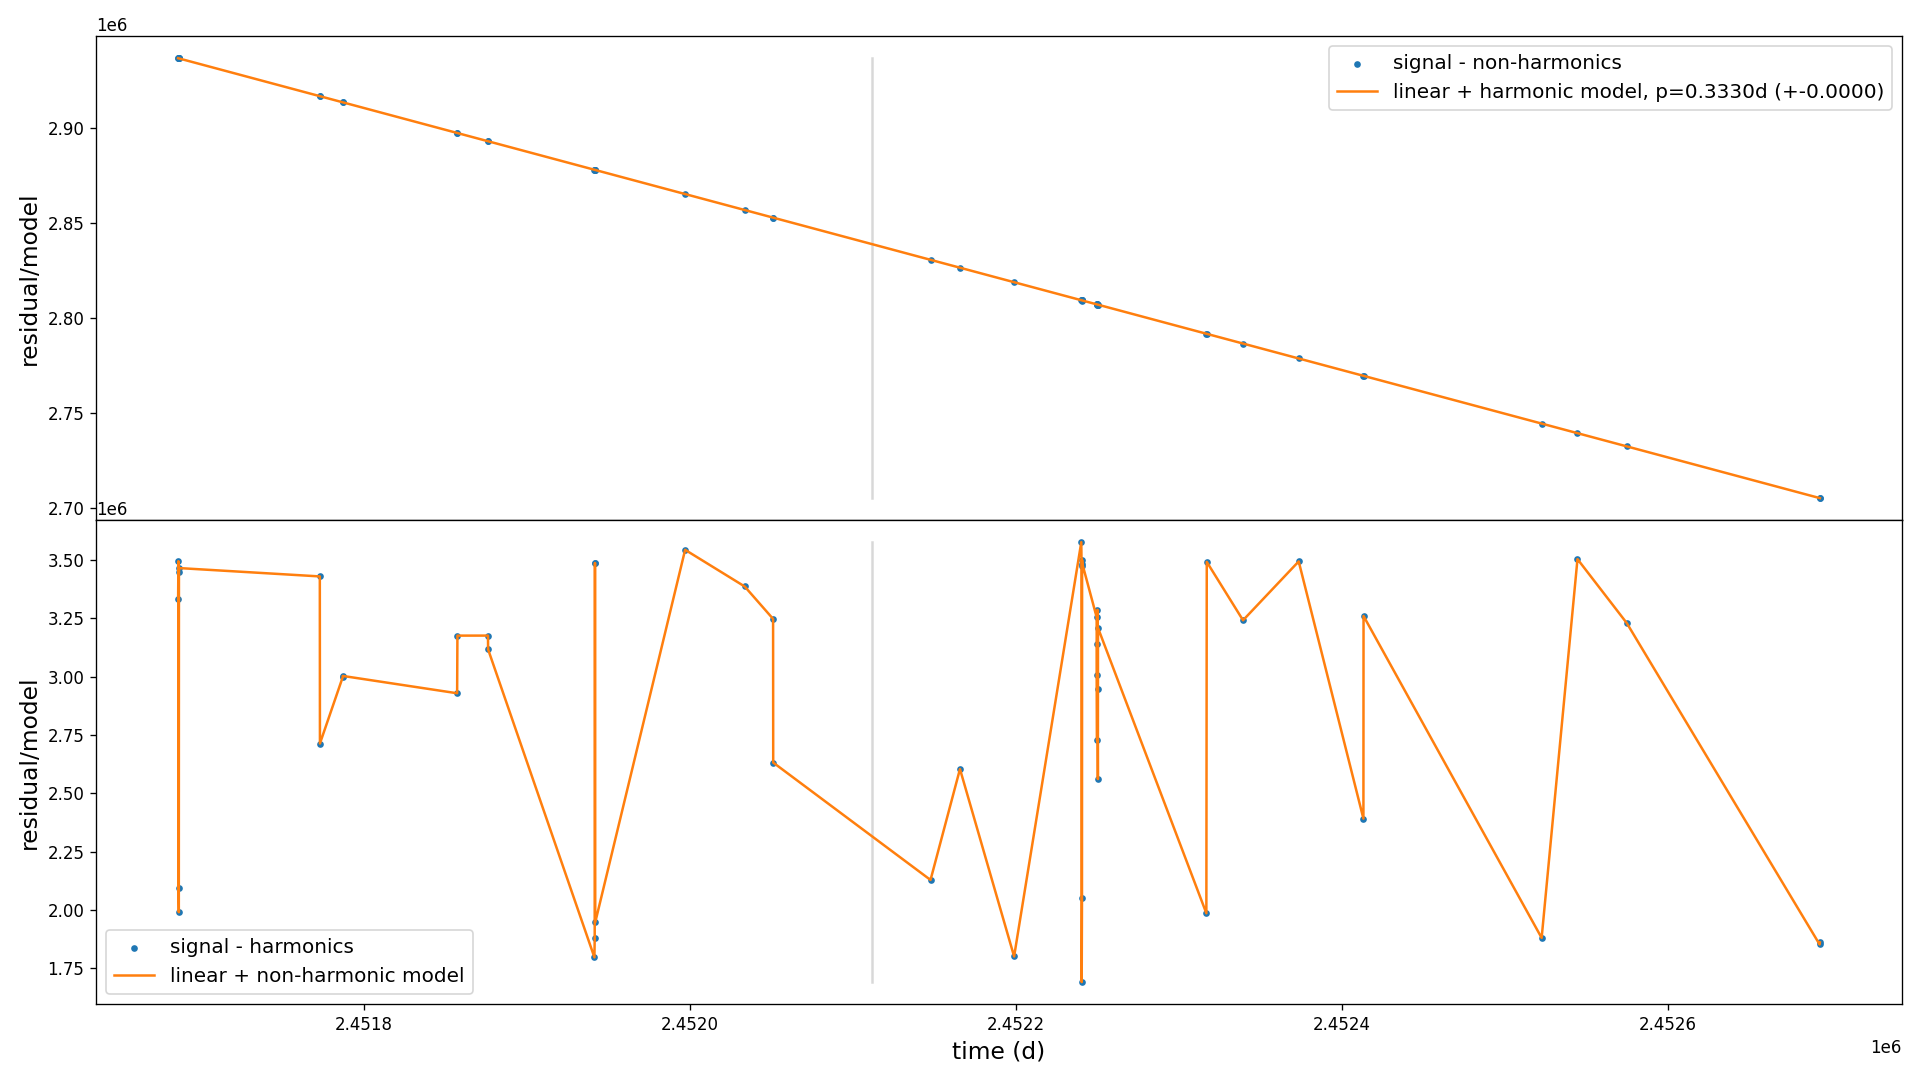 1e6
signal - non-harmonics
linear + harmonic model, p=0.3330d (+-0.0000)
2.90
2.85
2.80
2.75
2.70
residual/model
1e6
3.50
3.25
3.00
2.75
2.50
2.25
2.00
1.75
residual/model
signal - harmonics
linear + non-harmonic model
2.4518
2.4520
2.4522
2.4524
2.4526
time (d)
1e6